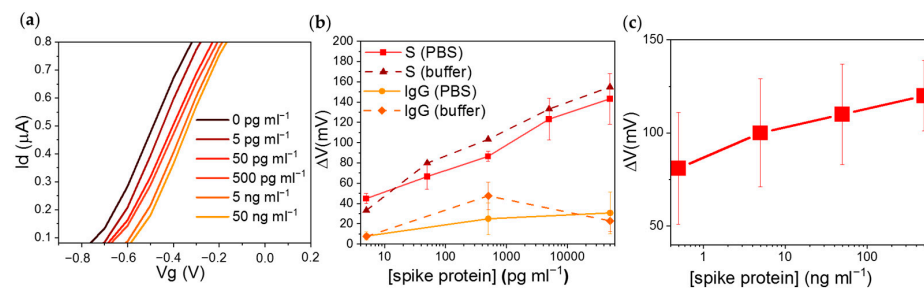 (a)
Id (µA)
0.8
0.7
0.6
0.5
0.4
0.3
0.2
0.1
0 pg ml⁻¹
5 pg ml⁻¹
50 pg ml⁻¹
500 pg ml⁻¹
5 ng ml⁻¹
50 ng ml⁻¹
−0.8 −0.6 −0.4 −0.2 0.0 0.2
Vg (V)
(b)
ΔV(mV)
200
180
160
140
120
100
80
60
40
20
0
S (PBS)
S (buffer)
IgG (PBS)
IgG (buffer)
10 100 1000 10000
[spike protein] (pg ml⁻¹)
(c)
ΔV(mV)
150
100
50
1 10 100
[spike protein] (ng ml⁻¹)